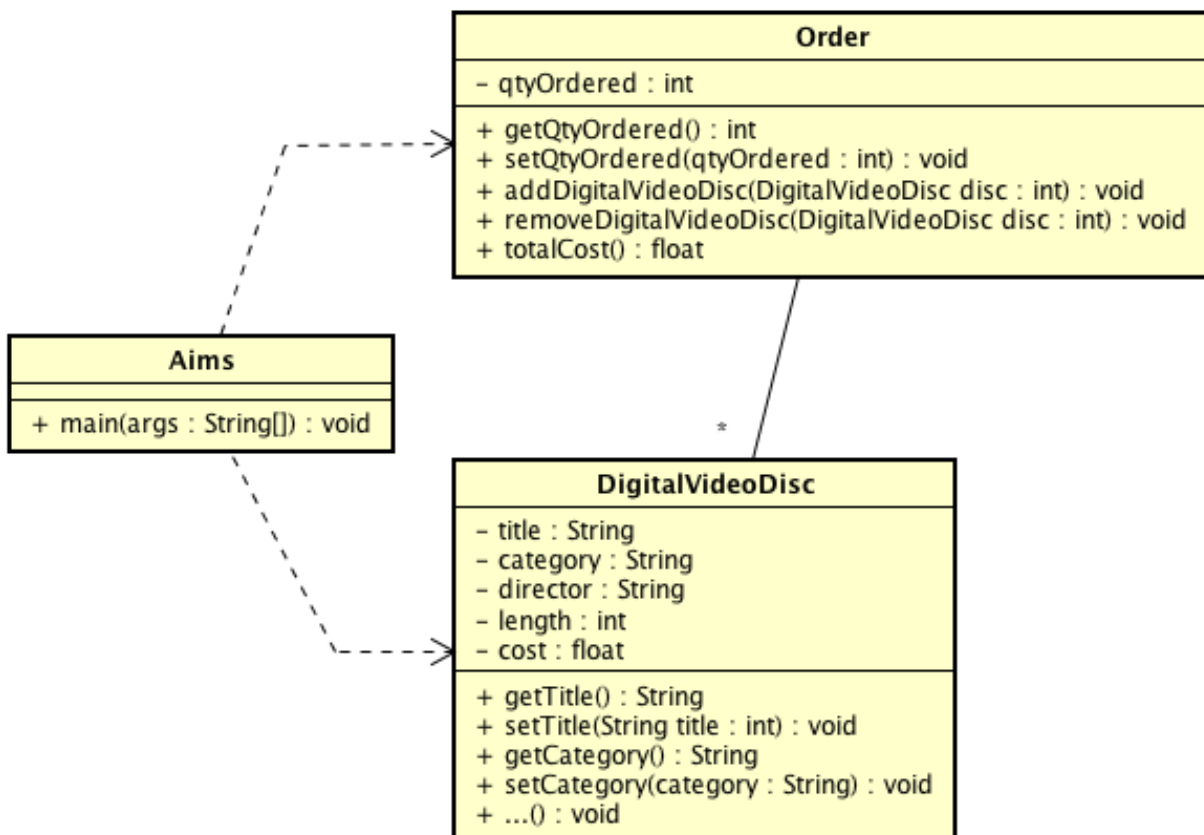 Order
- qtyOrdered : int
+ getQtyOrdered() : int
+ setQtyOrdered(qtyOrdered : int) : void
+ addDigitalVideoDisc(DigitalVideoDisc disc : int) : void
+ removeDigitalVideoDisc(DigitalVideoDisc disc : int) : void
+ totalCost() : float
Aims
+ main(args : String[]) : void
*
DigitalVideoDisc
- title : String
- category : String
- director : String
- length : int
- cost : float
+ getTitle() : String
+ setTitle(String title : int) : void
+ getCategory() : String
+ setCategory(category : String) : void
+ ...() : void